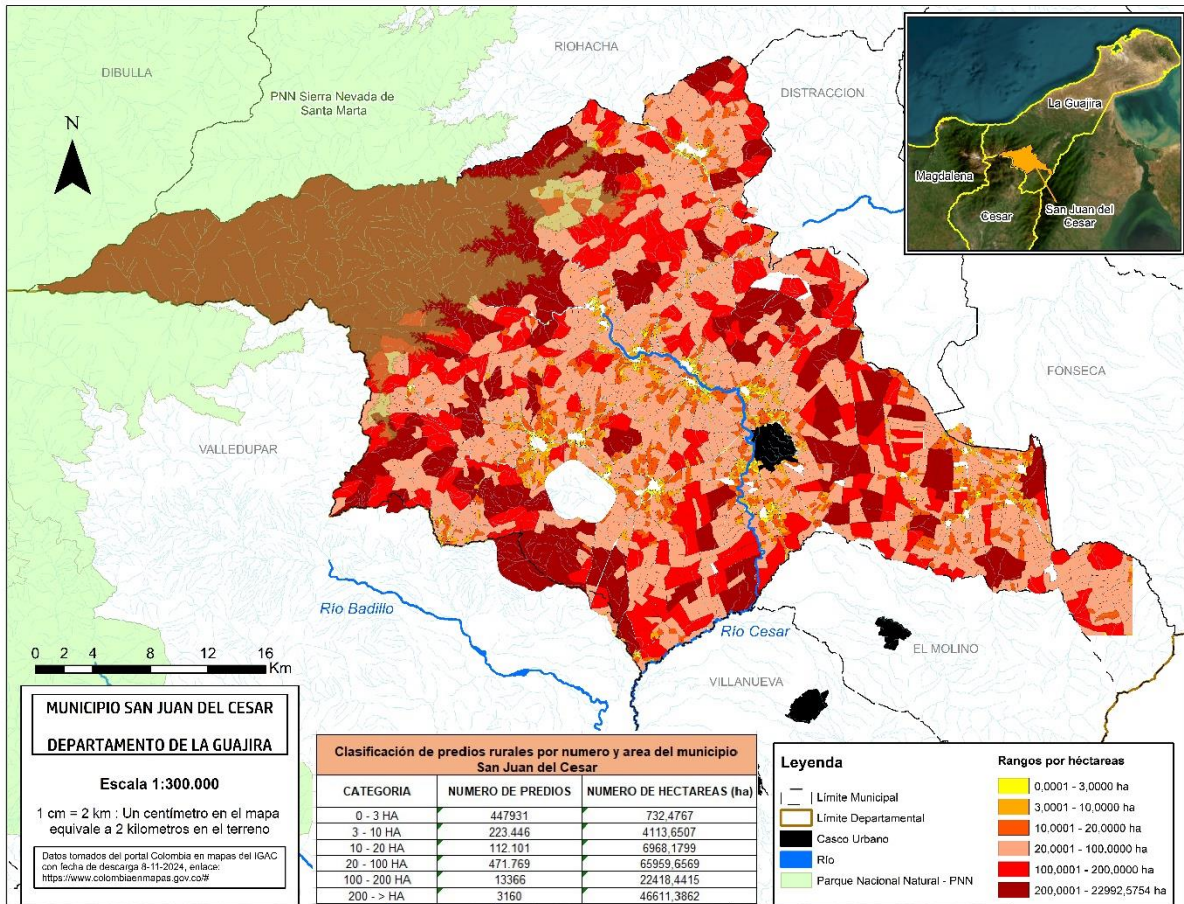 DIBULLA
RIOHACHA
DISTRACCION
PNN Sierra Nevada de
Santa Marta
N
La Guajira
Magdalena
Cesar
San Juan del
Cesar
FONSECA
VALLEDUPAR
Río Badillo
Río Cesar
EL MOLINO
VILLANUEVA
0 2 4 8 12 16
Km
MUNICIPIO SAN JUAN DEL CESAR
DEPARTAMENTO DE LA GUAJIRA
Escala 1:300.000
1 cm = 2 km : Un centímetro en el mapa
equivale a 2 kilometros en el terreno
Datos tomados del portal Colombia en mapas del IGAC
con fecha de descarga 8-11-2024, enlace:
https://www.colombiaenmapas.gov.co/#
Clasificación de predios rurales por numero y area del municipio
San Juan del Cesar
CATEGORIA NUMERO DE PREDIOS NUMERO DE HECTAREAS (ha)
0 - 3 HA 447931 732,4767
3 - 10 HA 223.446 4113,6507
10 - 20 HA 112.101 6968,1799
20 - 100 HA 471.769 65959,6569
100 - 200 HA 13366 22418,4415
200 - > HA 3160 46611,3862
Leyenda
Límite Municipal
Límite Departamental
Casco Urbano
Río
Parque Nacional Natural - PNN
Rangos por héctareas
0,0001 - 3,0000 ha
3,0001 - 10,0000 ha
10,0001 - 20,0000 ha
20,0001 - 100,0000 ha
100,0001 - 200,0000 ha
200,0001 - 22992,5754 ha